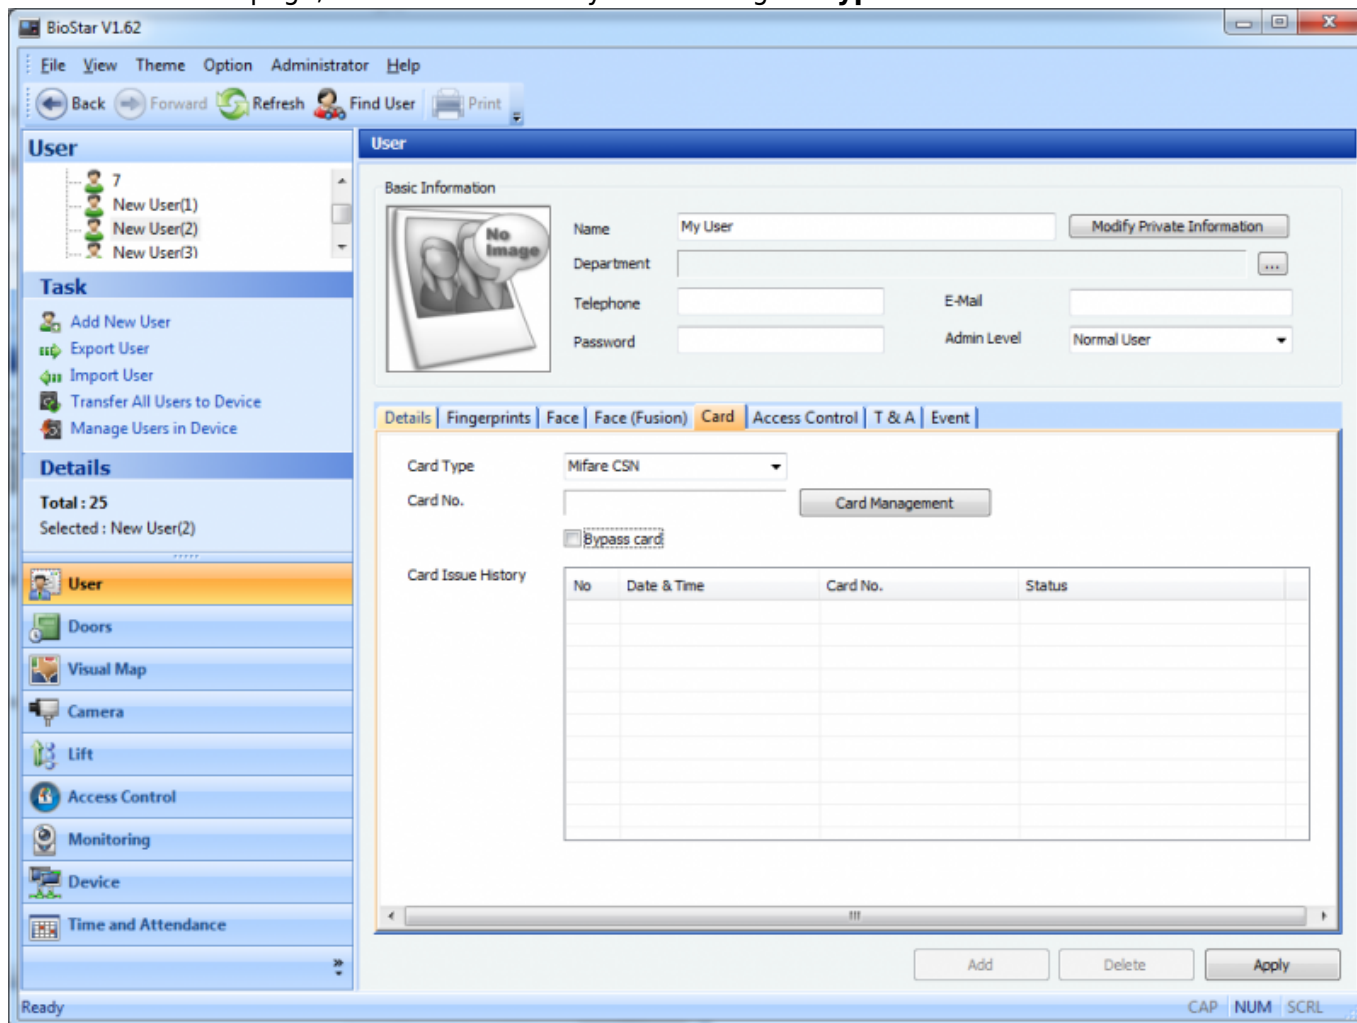 BioStar V1.62
File View Theme Option Administrator Help
Back Forward Refresh Find User Print
User
7
New User(1)
New User(2)
New User(3)
Task
Add New User
Export User
Import User
Transfer All Users to Device
Manage Users in Device
Details
Total : 25
Selected : New User(2)
User
Doors
Visual Map
Camera
Lift
Access Control
Monitoring
Device
Time and Attendance
User
Basic Information
No Image
Name My User Modify Private Information
Department ...
Telephone E-Mail
Password Admin Level Normal User
Details Fingerprints Face Face (Fusion) Card Access Control T & A Event
Card Type Mifare CSN
Card No. Card Management
Bypass card
Card Issue History
No Date & Time Card No. Status
Add Delete Apply
Ready CAP NUM SCRL